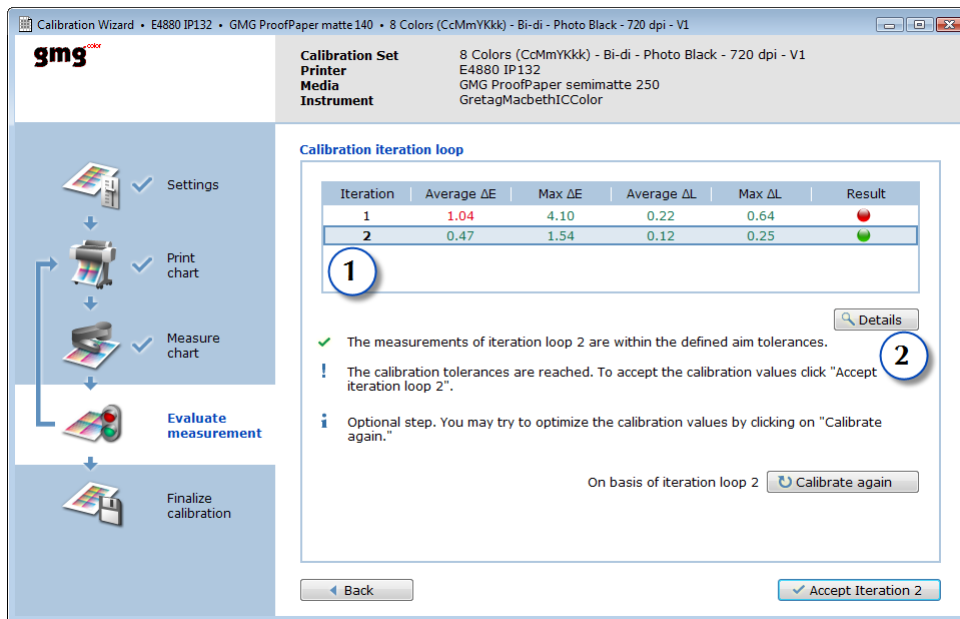 Calibration Wizard • E4880 IP132 • GMG ProofPaper matte 140 • 8 Colors (CcMmYKkk) - Bi-di - Photo Black - 720 dpi - V1
gmg color
Calibration Set 8 Colors (CcMmYKkk) - Bi-di - Photo Black - 720 dpi - V1
Printer E4880 IP132
Media GMG ProofPaper semimatte 250
Instrument GretagMacbethICColor
Settings
Print
chart
Measure
chart
Evaluate
measurement
Finalize
calibration
Calibration iteration loop
Iteration Average ΔE Max ΔE Average ΔL Max ΔL Result
1 1.04 4.10 0.22 0.64
2 0.47 1.54 0.12 0.25
1
Details
2
The measurements of iteration loop 2 are within the defined aim tolerances.
! The calibration tolerances are reached. To accept the calibration values click "Accept
iteration loop 2".
i Optional step. You may try to optimize the calibration values by clicking on "Calibrate
again."
On basis of iteration loop 2 Calibrate again
Back Accept Iteration 2